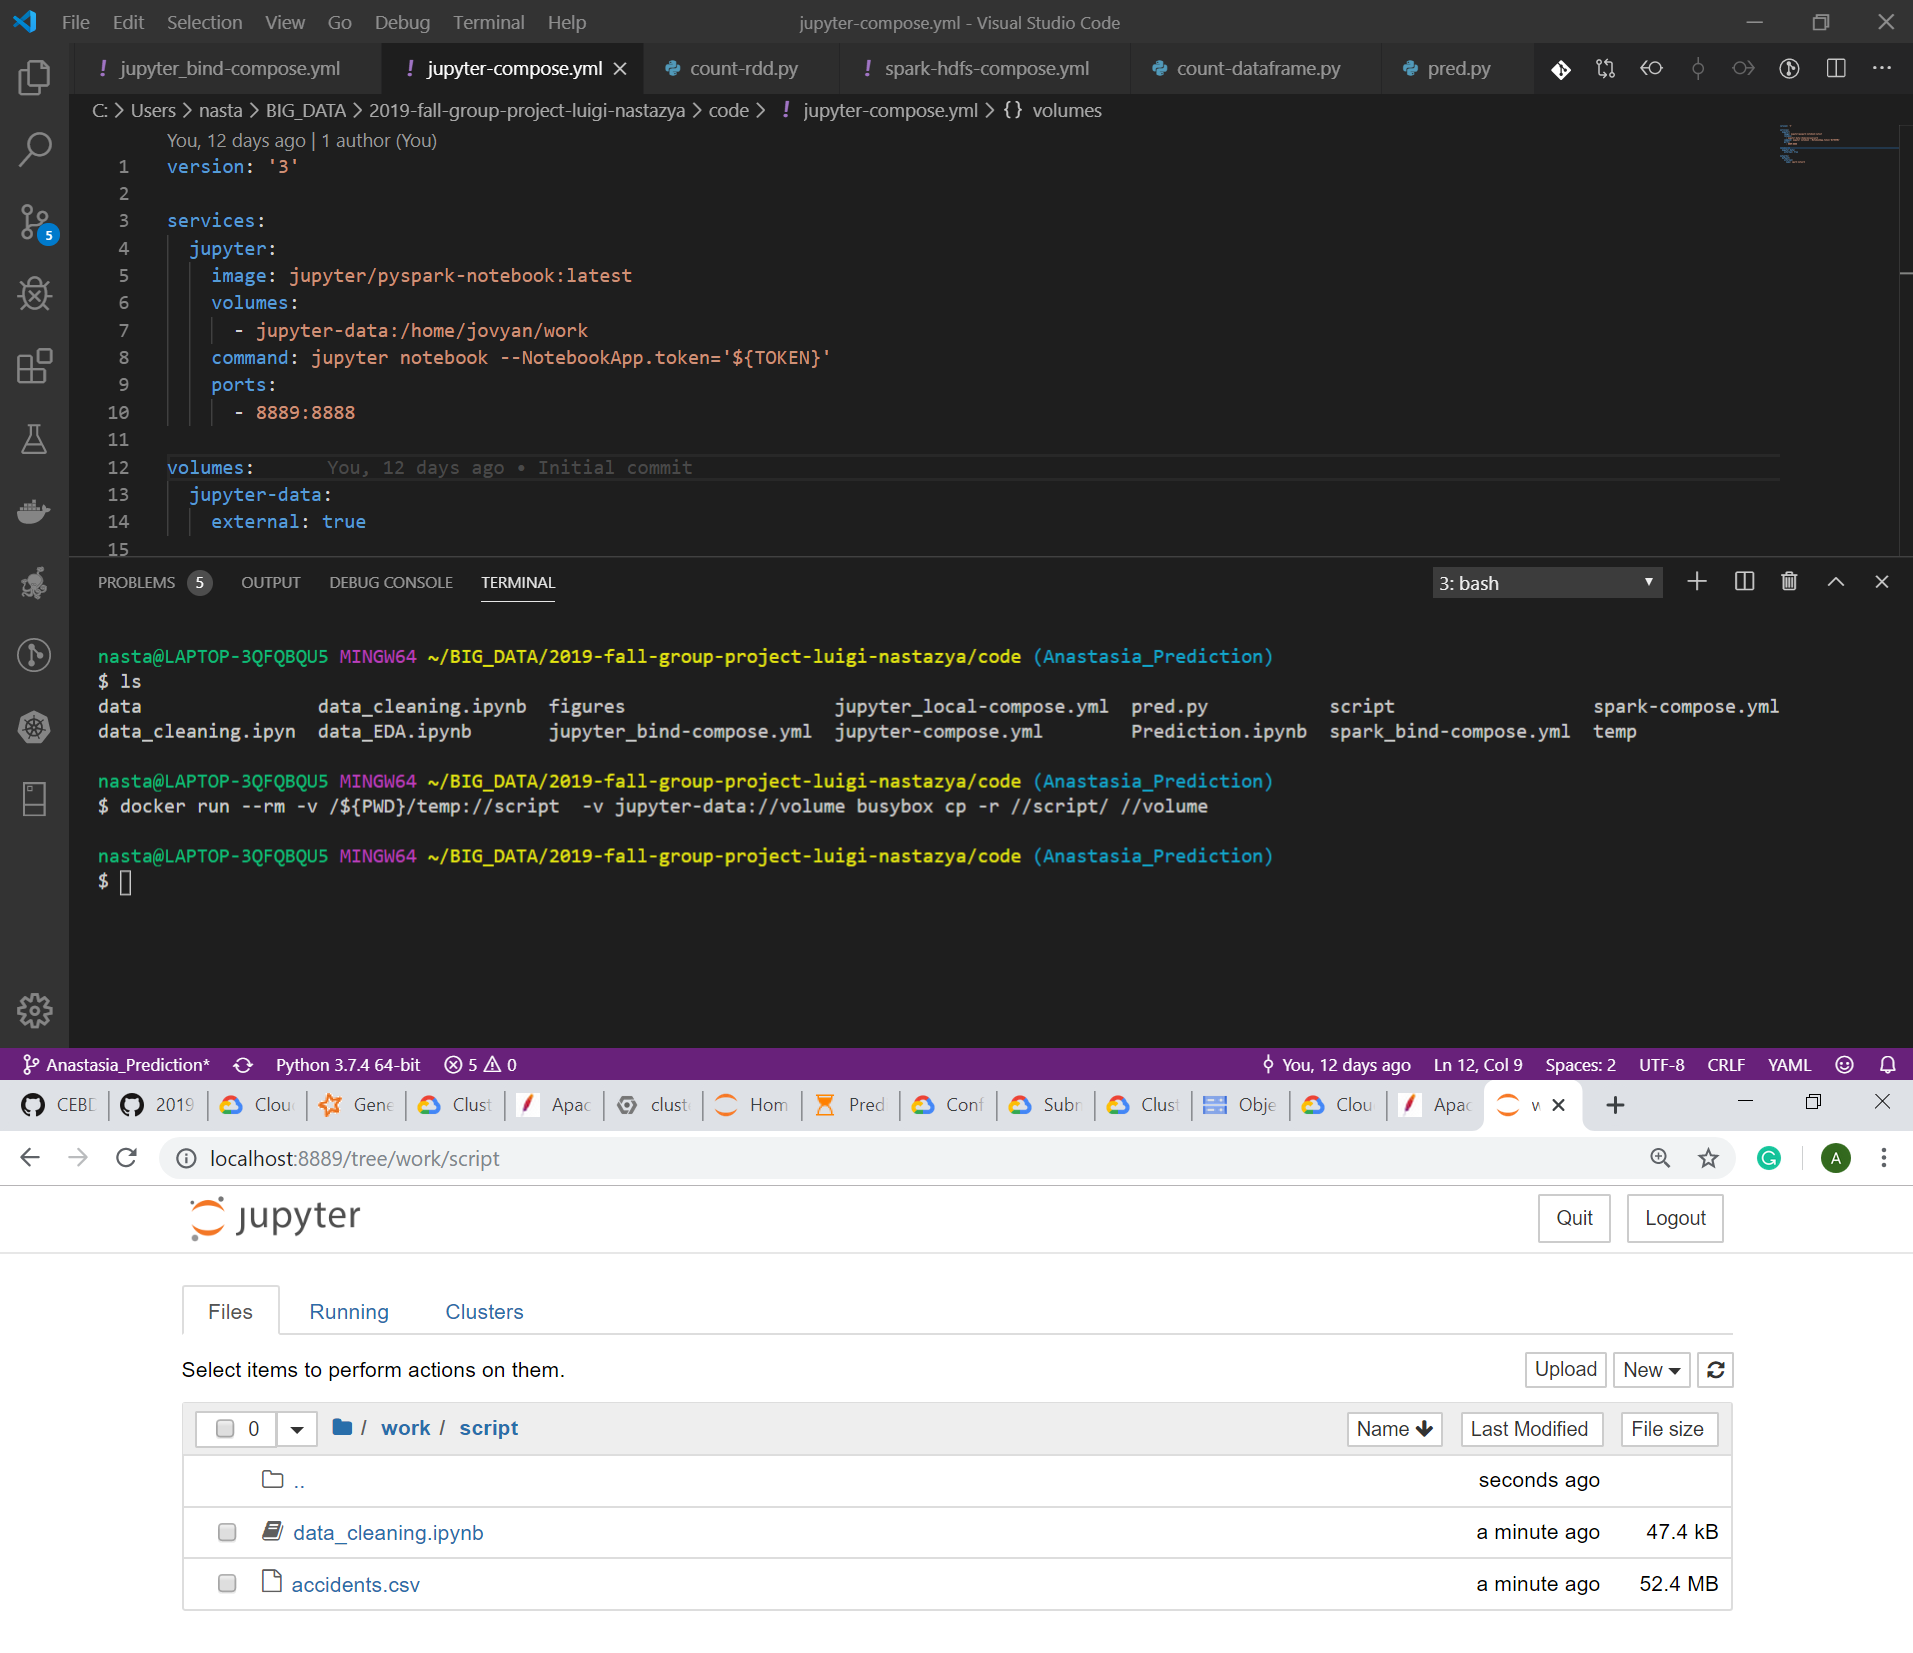 File Edit Selection View Go Debug Terminal Help jupyter-compose.yml - Visual Studio Code
! jupyter_bind-compose.yml ! jupyter-compose.yml count-rdd.py ! spark-hdfs-compose.yml count-dataframe.py pred.py
C: > Users > nasta > BIG_DATA > 2019-fall-group-project-luigi-nastazya > code > ! jupyter-compose.yml > {} volumes
You, 12 days ago | 1 author (You)
1 version: '3'
2
3 services:
4 jupyter:
5 image: jupyter/pyspark-notebook:latest
6 volumes:
7 - jupyter-data:/home/jovyan/work
8 command: jupyter notebook --NotebookApp.token='${TOKEN}'
9 ports:
10 - 8889:8888
11
12 volumes: You, 12 days ago • Initial commit
13 jupyter-data:
14 external: true
15
5
PROBLEMS 5 OUTPUT DEBUG CONSOLE TERMINAL 3: bash
nasta@LAPTOP-3QFQBQU5 MINGW64 ~/BIG_DATA/2019-fall-group-project-luigi-nastazya/code (Anastasia_Prediction)
$ ls
data data_cleaning.ipynb figures jupyter_local-compose.yml pred.py script spark-compose.yml
data_cleaning.ipyn data_EDA.ipynb jupyter_bind-compose.yml jupyter-compose.yml Prediction.ipynb spark_bind-compose.yml temp
nasta@LAPTOP-3QFQBQU5 MINGW64 ~/BIG_DATA/2019-fall-group-project-luigi-nastazya/code (Anastasia_Prediction)
$ docker run --rm -v /${PWD}/temp://script -v jupyter-data://volume busybox cp -r //script/ //volume
nasta@LAPTOP-3QFQBQU5 MINGW64 ~/BIG_DATA/2019-fall-group-project-luigi-nastazya/code (Anastasia_Prediction)
$
Anastasia_Prediction* Python 3.7.4 64-bit 5 0 You, 12 days ago Ln 12, Col 9 Spaces: 2 UTF-8 CRLF YAML
CEBD 2019 Clou Gene Clust Apac clust Hom Pred Conf Subm Clust Obje Clou Apac w
localhost:8889/tree/work/script A
jupyter Quit Logout
Files Running Clusters
Select items to perform actions on them. Upload New
0 / work / script Name Last Modified File size
.. seconds ago
data_cleaning.ipynb a minute ago 47.4 kB
accidents.csv a minute ago 52.4 MB